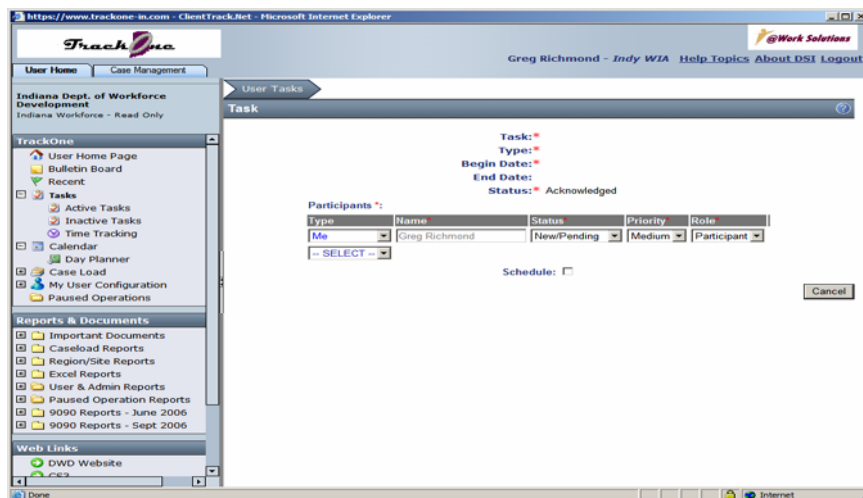 https://www.trackone-in.com - ClientTrack.Net - Microsoft Internet Explorer
TrackOne
@Work Solutions
Greg Richmond - Indy WIA Help Topics About DSI Logout
User Home Case Management
Indiana Dept. of Workforce Development
Indiana Workforce - Read Only
TrackOne
User Home Page
Bulletin Board
Recent
Tasks
Active Tasks
Inactive Tasks
Time Tracking
Calendar
Day Planner
Case Load
My User Configuration
Paused Operations
Reports & Documents
Important Documents
Caseload Reports
Region/Site Reports
Excel Reports
User & Admin Reports
Paused Operation Reports
9090 Reports - June 2006
9090 Reports - Sept 2006
Web Links
DWD Website
User Tasks
Task
Task:*
Type:*
Begin Date:*
End Date:
Status:* Acknowledged
Participants *:
Type Name* Status* Priority* Role*
Me Greg Richmond New/Pending Medium Participant
-- SELECT --
Schedule:
Cancel
Done Internet